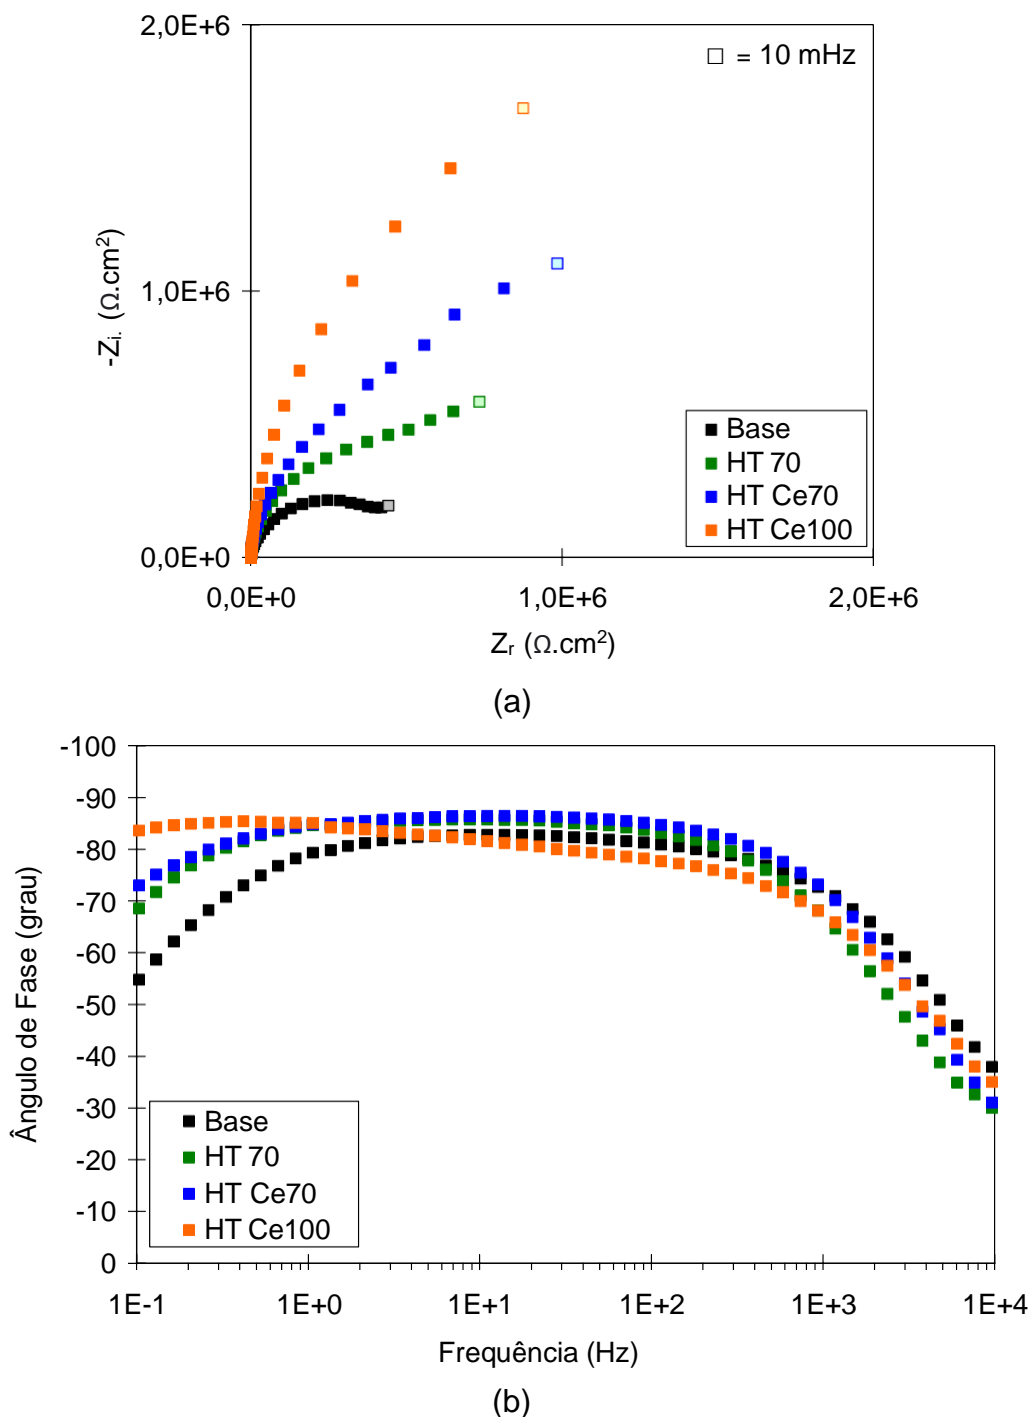 2,0E+6
= 10 mHz
-Zi. (Ω.cm²)
1,0E+6
Base
HT 70
HT Ce70
HT Ce100
0,0E+0
0,0E+0 1,0E+6 2,0E+6
Zr (Ω.cm²)
(a)
-100
-90
-80
-70
-60
-50
-40
-30
-20
-10
0
Ângulo de Fase (grau)
Base
HT 70
HT Ce70
HT Ce100
1E-1 1E+0 1E+1 1E+2 1E+3 1E+4
Frequência (Hz)
(b)